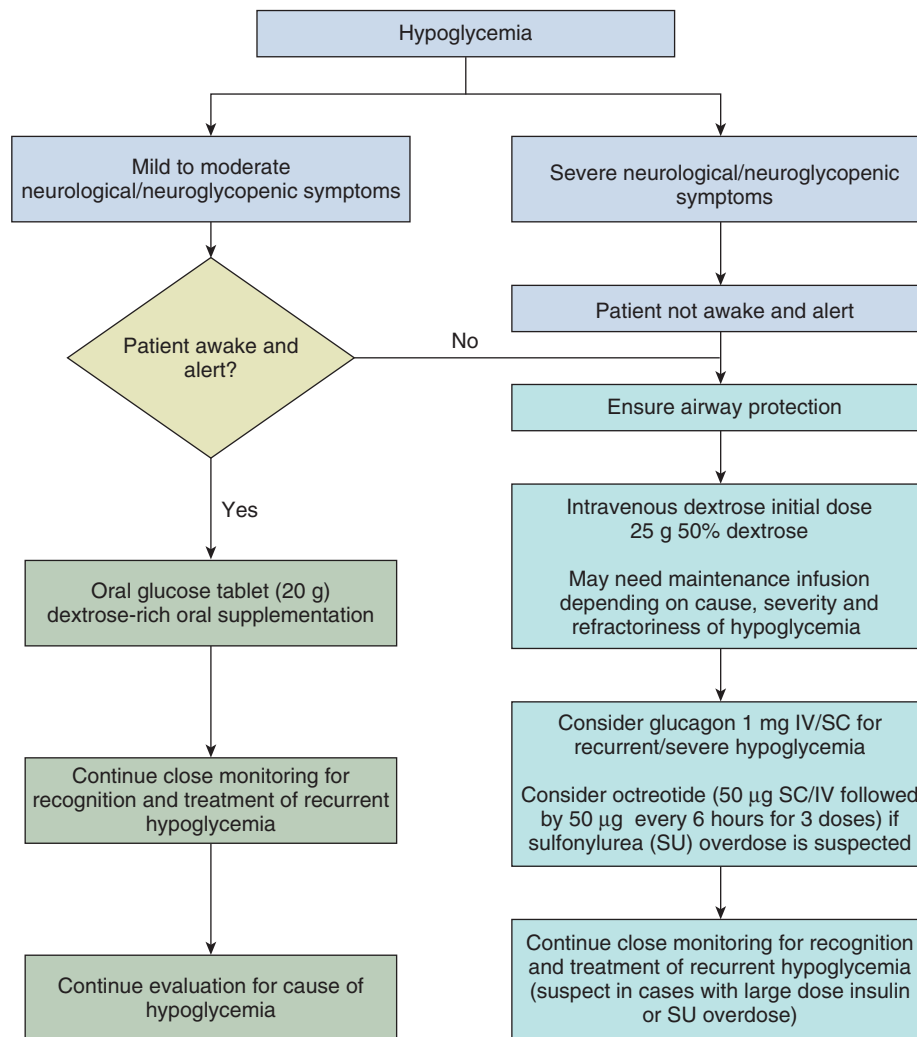 Hypoglycemia
Mild to moderate
neurological/neuroglycopenic symptoms
Severe neurological/neuroglycopenic
symptoms
Patient awake and
alert?
No
Patient not awake and alert
Yes
Ensure airway protection
Oral glucose tablet (20 g)
dextrose-rich oral supplementation
Intravenous dextrose initial dose
25 g 50% dextrose
May need maintenance infusion
depending on cause, severity and
refractoriness of hypoglycemia
Continue close monitoring for
recognition and treatment of recurrent
hypoglycemia
Consider glucagon 1 mg IV/SC for
recurrent/severe hypoglycemia
Consider octreotide (50 μg SC/IV followed
by 50 μg every 6 hours for 3 doses) if
sulfonylurea (SU) overdose is suspected
Continue evaluation for cause of
hypoglycemia
Continue close monitoring for recognition
and treatment of recurrent hypoglycemia
(suspect in cases with large dose insulin
or SU overdose)